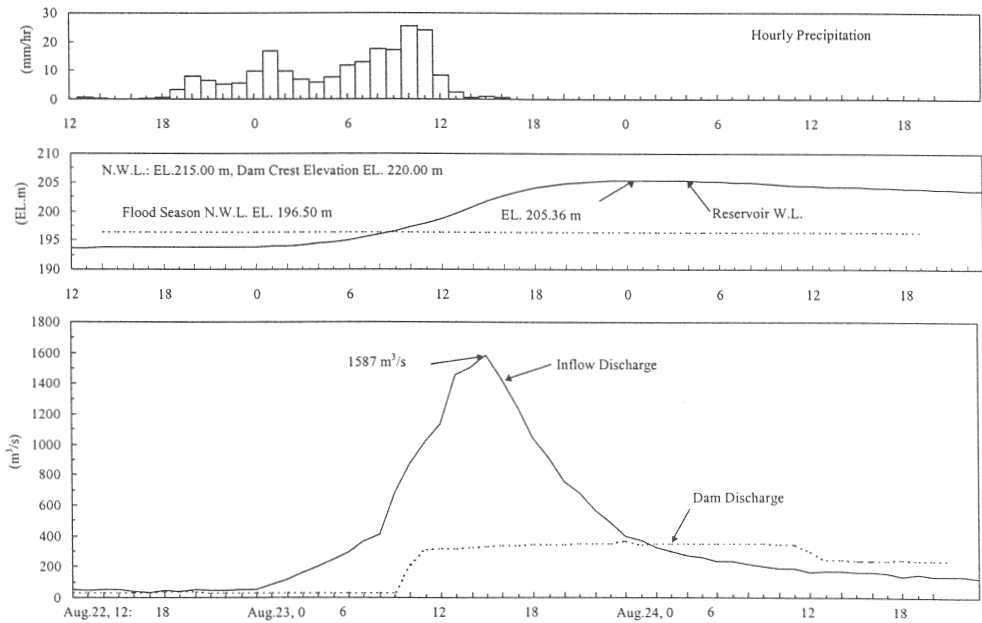 30
20
10
0
(mm/hr)
Hourly Precipitation
12 18 0 6 12 18 0 6 12 18
210
205
200
195
190
(EL.m)
N.W.L.: EL.215.00 m, Dam Crest Elevation EL. 220.00 m
Flood Season N.W.L. EL. 196.50 m
EL. 205.36 m
Reservoir W.L.
12 18 0 6 12 18 0 6 12 18
1800
1600
1400
1200
1000
800
600
400
200
0
(m³/s)
1587 m³/s
Inflow Discharge
Dam Discharge
Aug.22, 12: 18 Aug.23, 0 6 12 18 Aug.24, 0 6 12 18